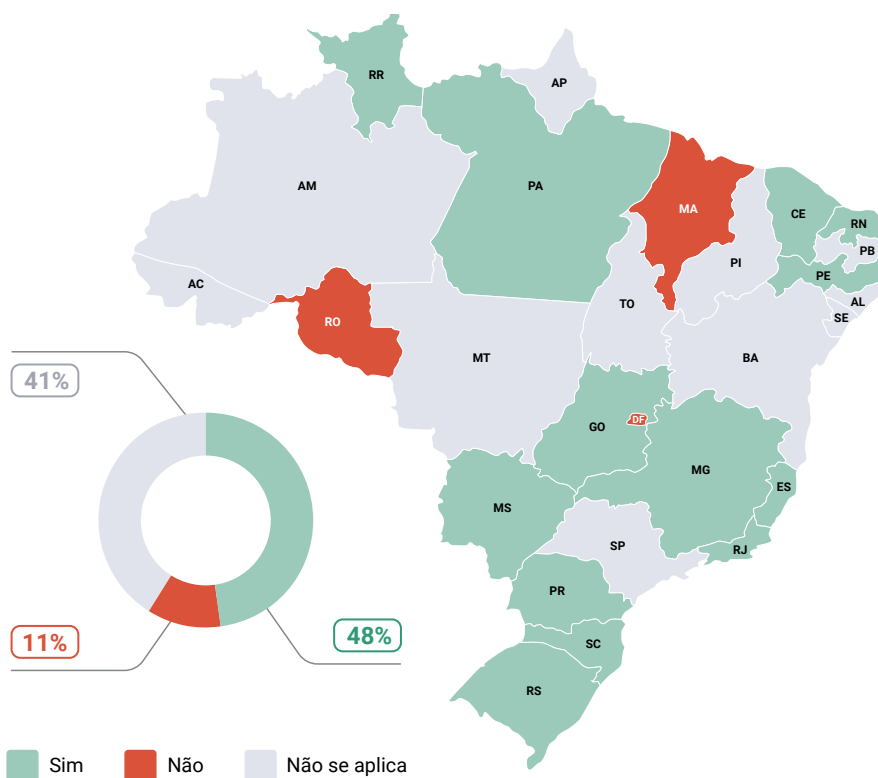 RR
AP
AM
PA
MA
CE
RN
PB
PI
PE
AC
AL
TO
SE
RO
MT
BA
41%
DF
GO
MG
ES
MS
SP
RJ
PR
11%
48%
SC
RS
Sim
Não
Não se aplica